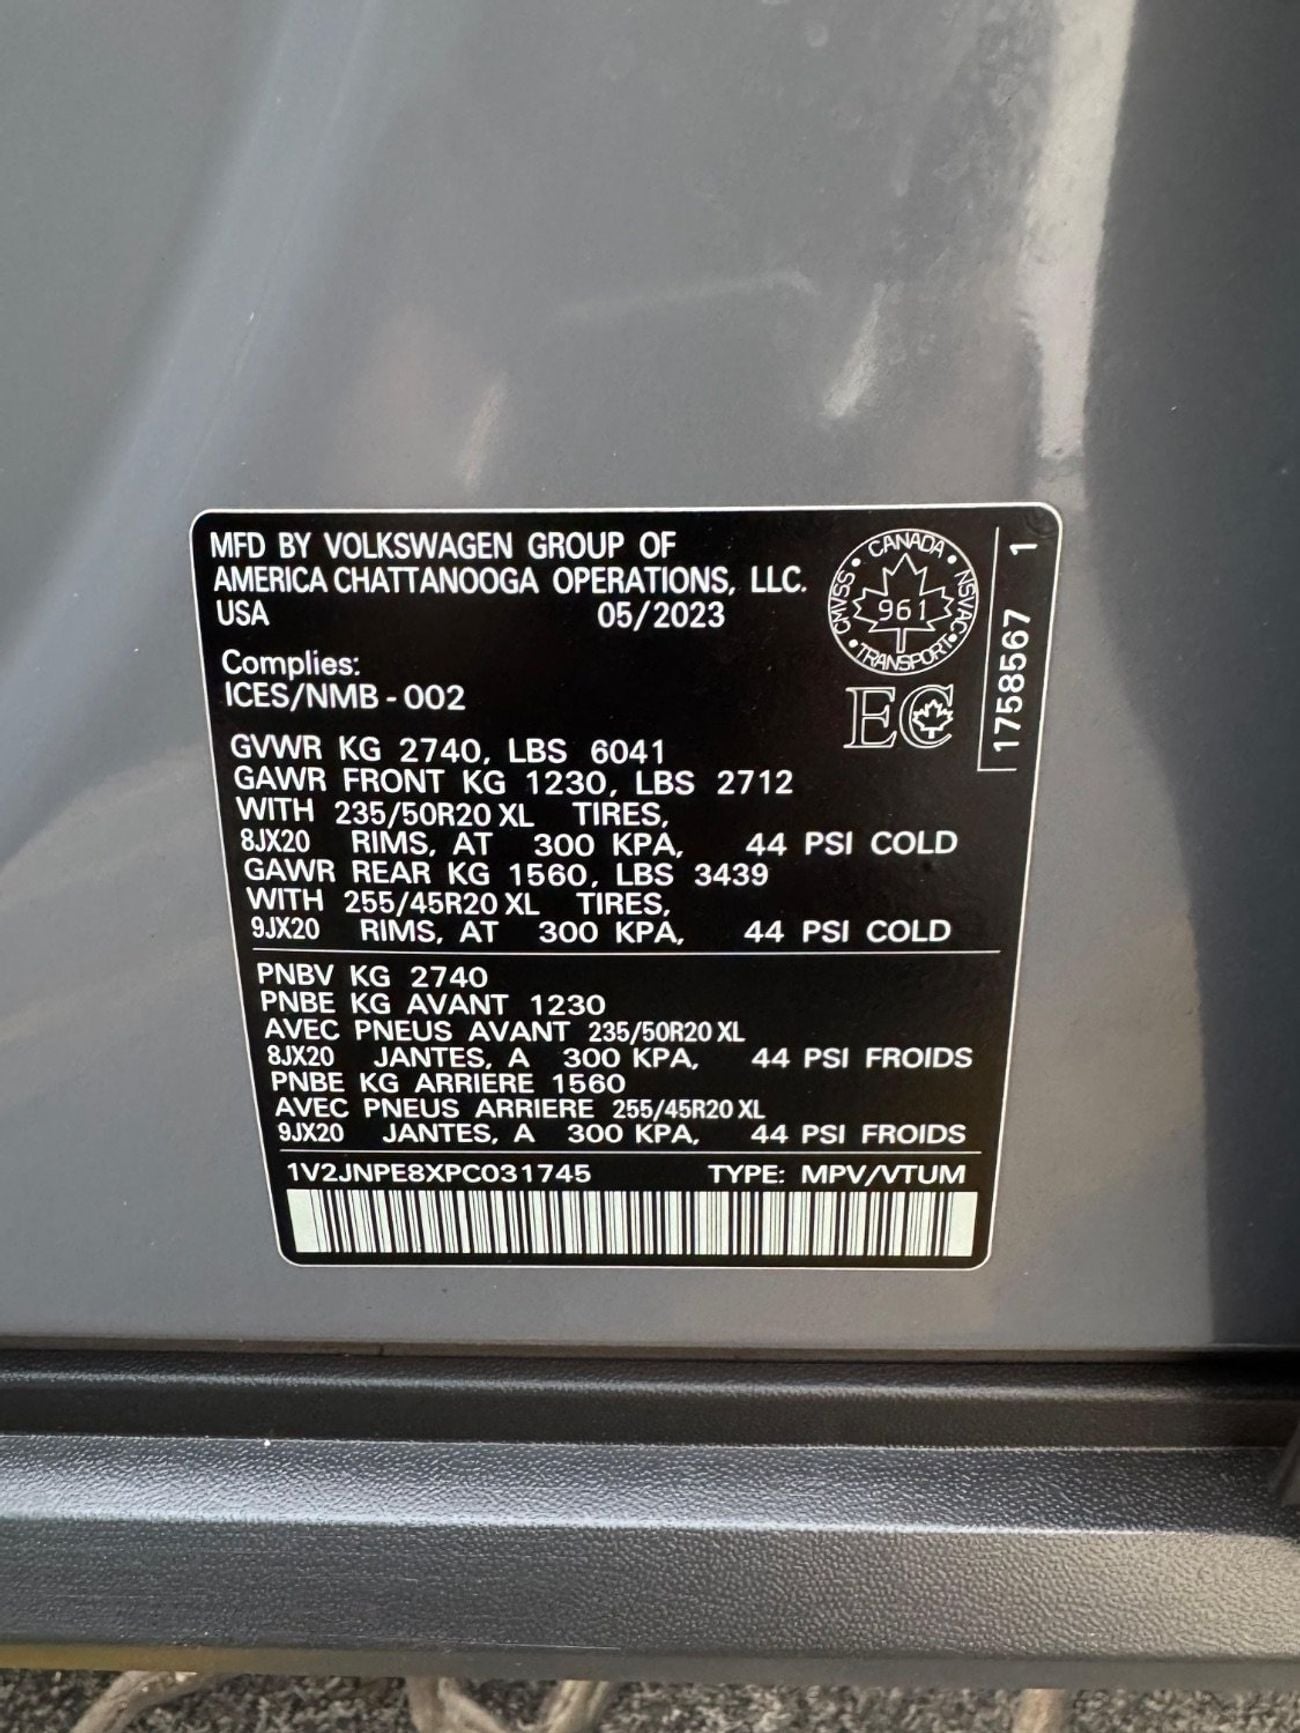 MFD BY VOLKSWAGEN GROUP OF
AMERICA CHATTANOOGA OPERATIONS, LLC.
USA 05/2023
CANADA
CMVSS 961 NSVAC
TRANSPORT
1758567 1
Complies:
ICES/NMB-002
EC
GVWR KG 2740, LBS 6041
GAWR FRONT KG 1230, LBS 2712
WITH 235/50R20 XL TIRES,
8JX20 RIMS, AT 300 KPA, 44 PSI COLD
GAWR REAR KG 1560, LBS 3439
WITH 255/45R20 XL TIRES,
9JX20 RIMS, AT 300 KPA, 44 PSI COLD
PNBV KG 2740
PNBE KG AVANT 1230
AVEC PNEUS AVANT 235/50R20 XL
8JX20 JANTES, A 300 KPA, 44 PSI FROIDS
PNBE KG ARRIERE 1560
AVEC PNEUS ARRIERE 255/45R20 XL
9JX20 JANTES, A 300 KPA, 44 PSI FROIDS
1V2JNPE8XPC031745 TYPE: MPV/VTUM